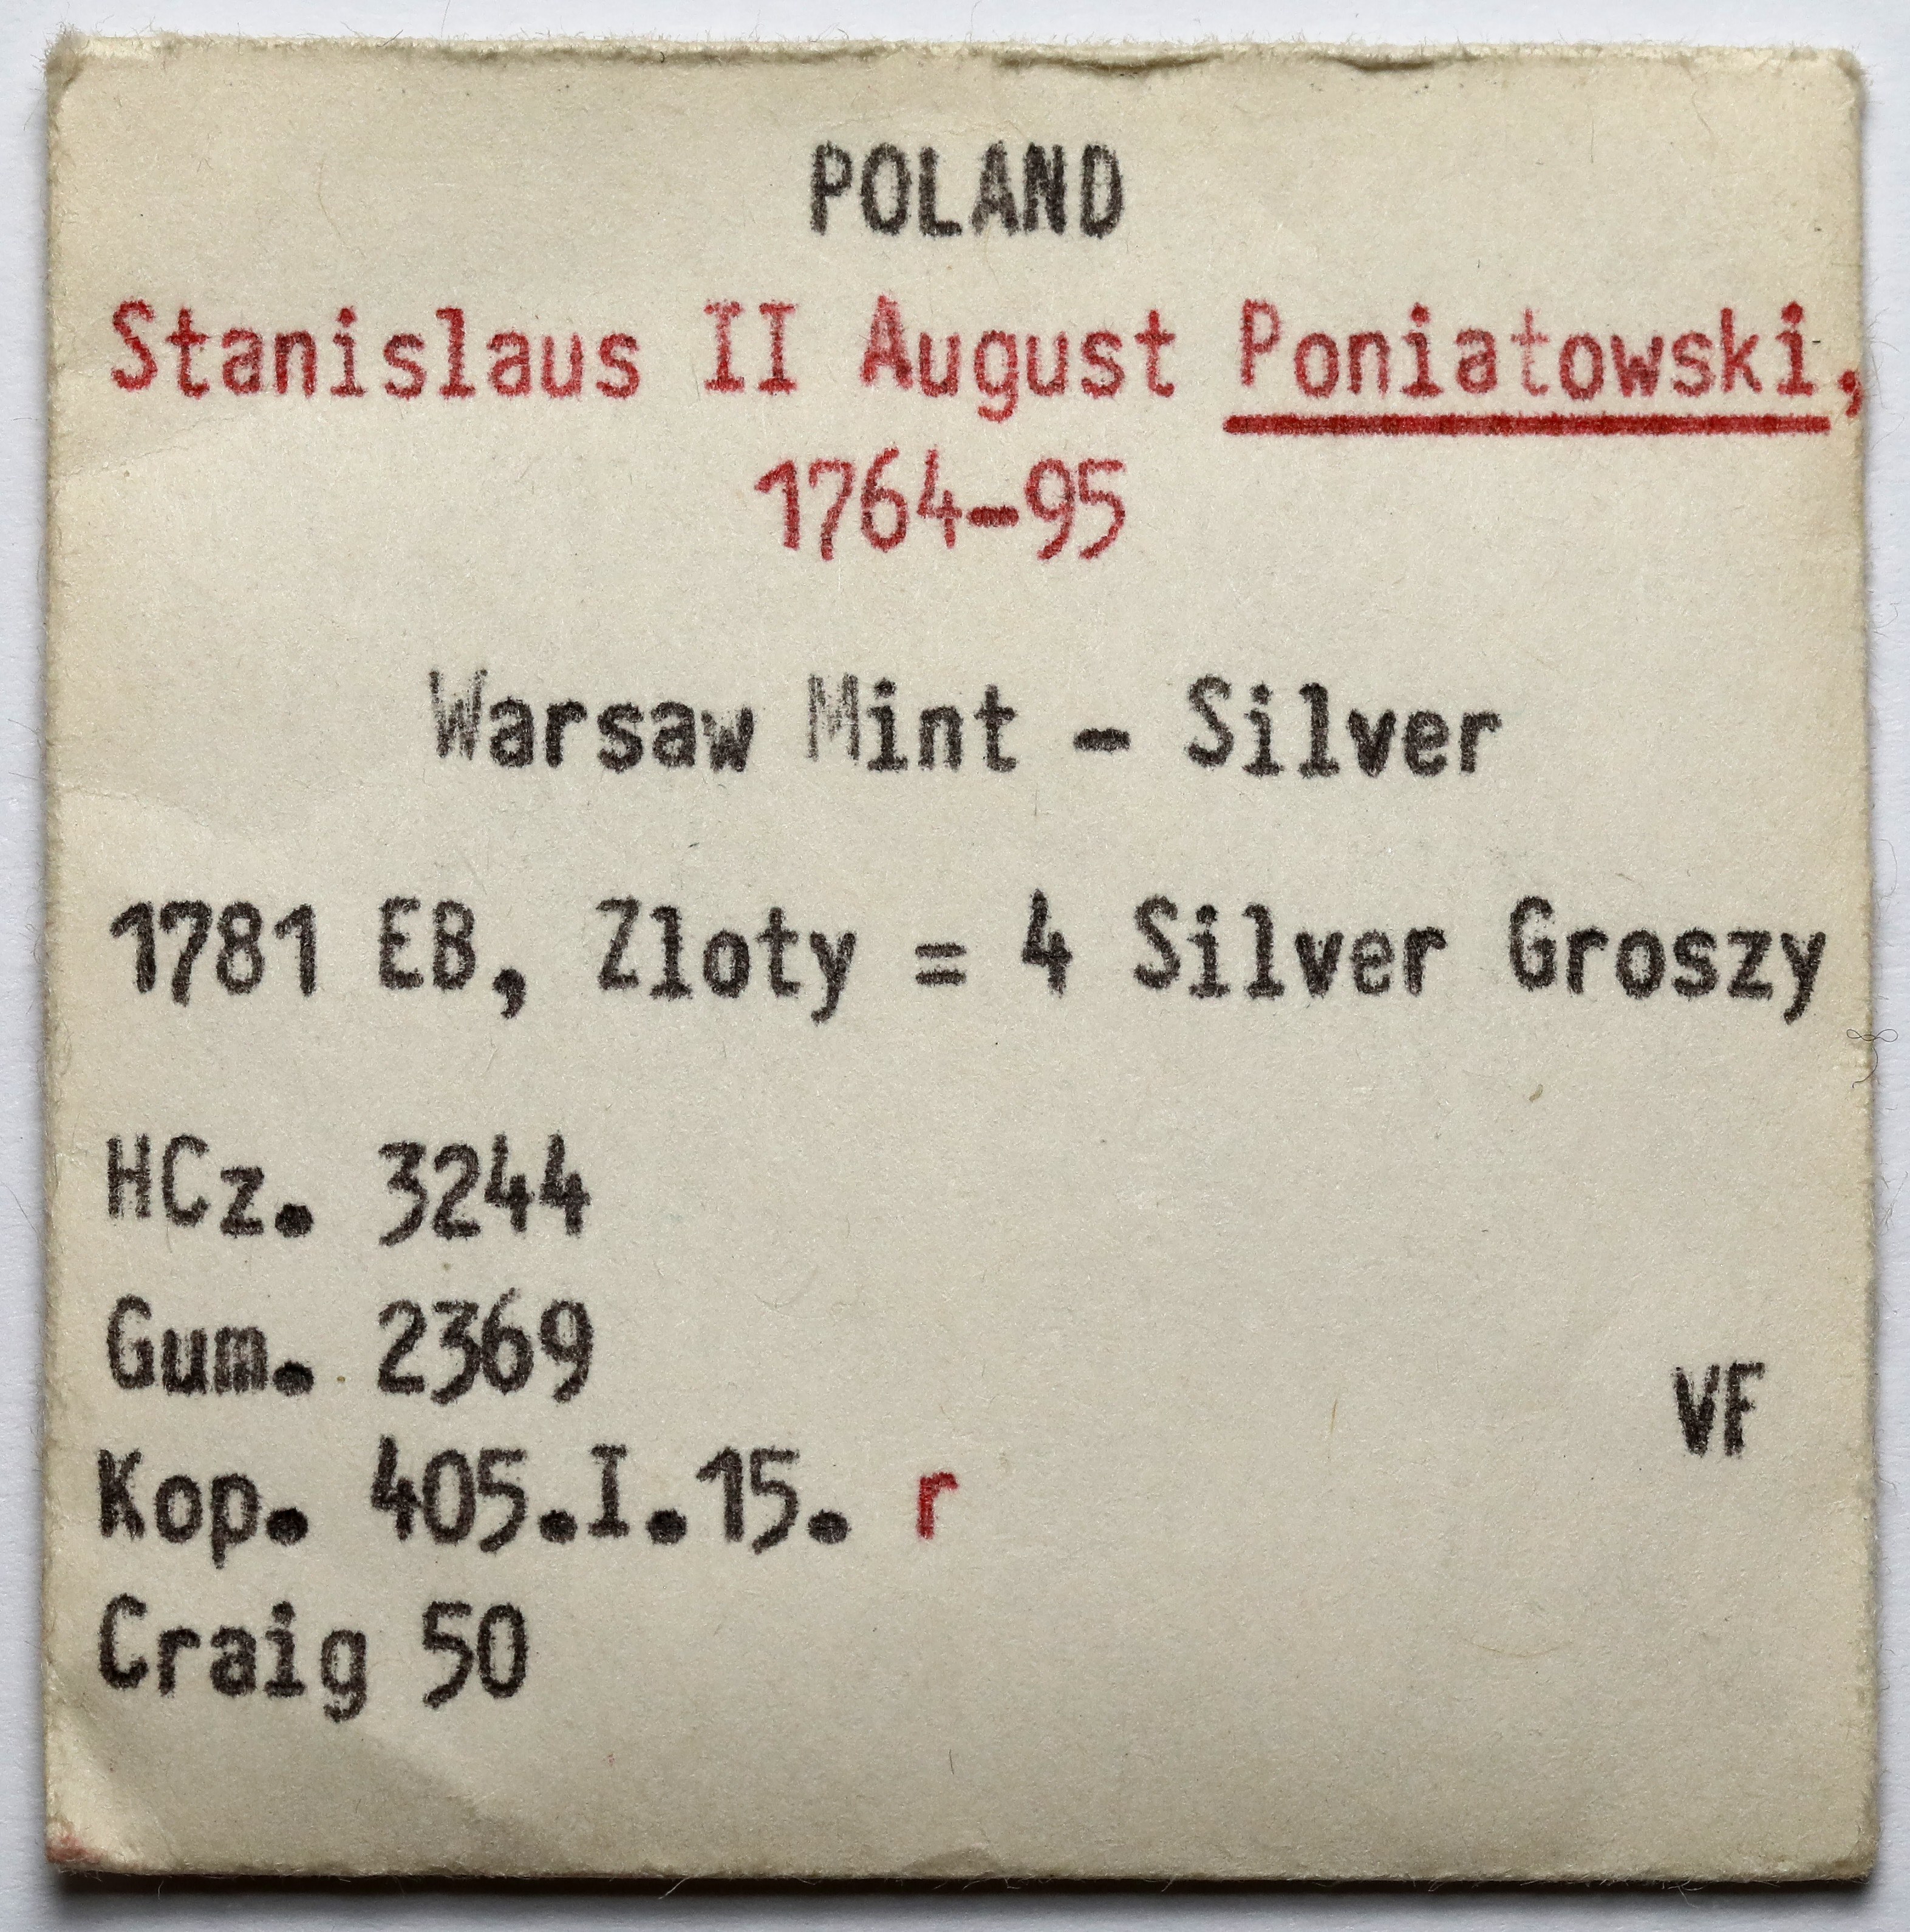 POLAND
Stanislaus II August Poniatowski,
1764-95
Warsaw Mint - Silver
1781 EB, Zloty = 4 Silver Groszy
HCz. 3244
Gum. 2369
VF
Kop. 405.I.15. r
Craig 50